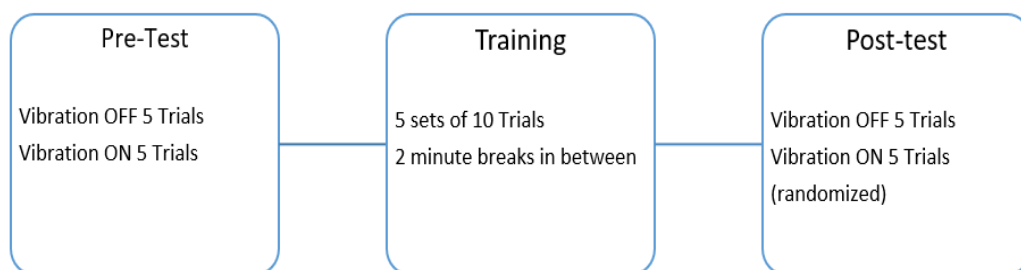 Pre-Test
Vibration OFF 5 Trials
Vibration ON 5 Trials
Training
5 sets of 10 Trials
2 minute breaks in between
Post-test
Vibration OFF 5 Trials
Vibration ON 5 Trials
(randomized)